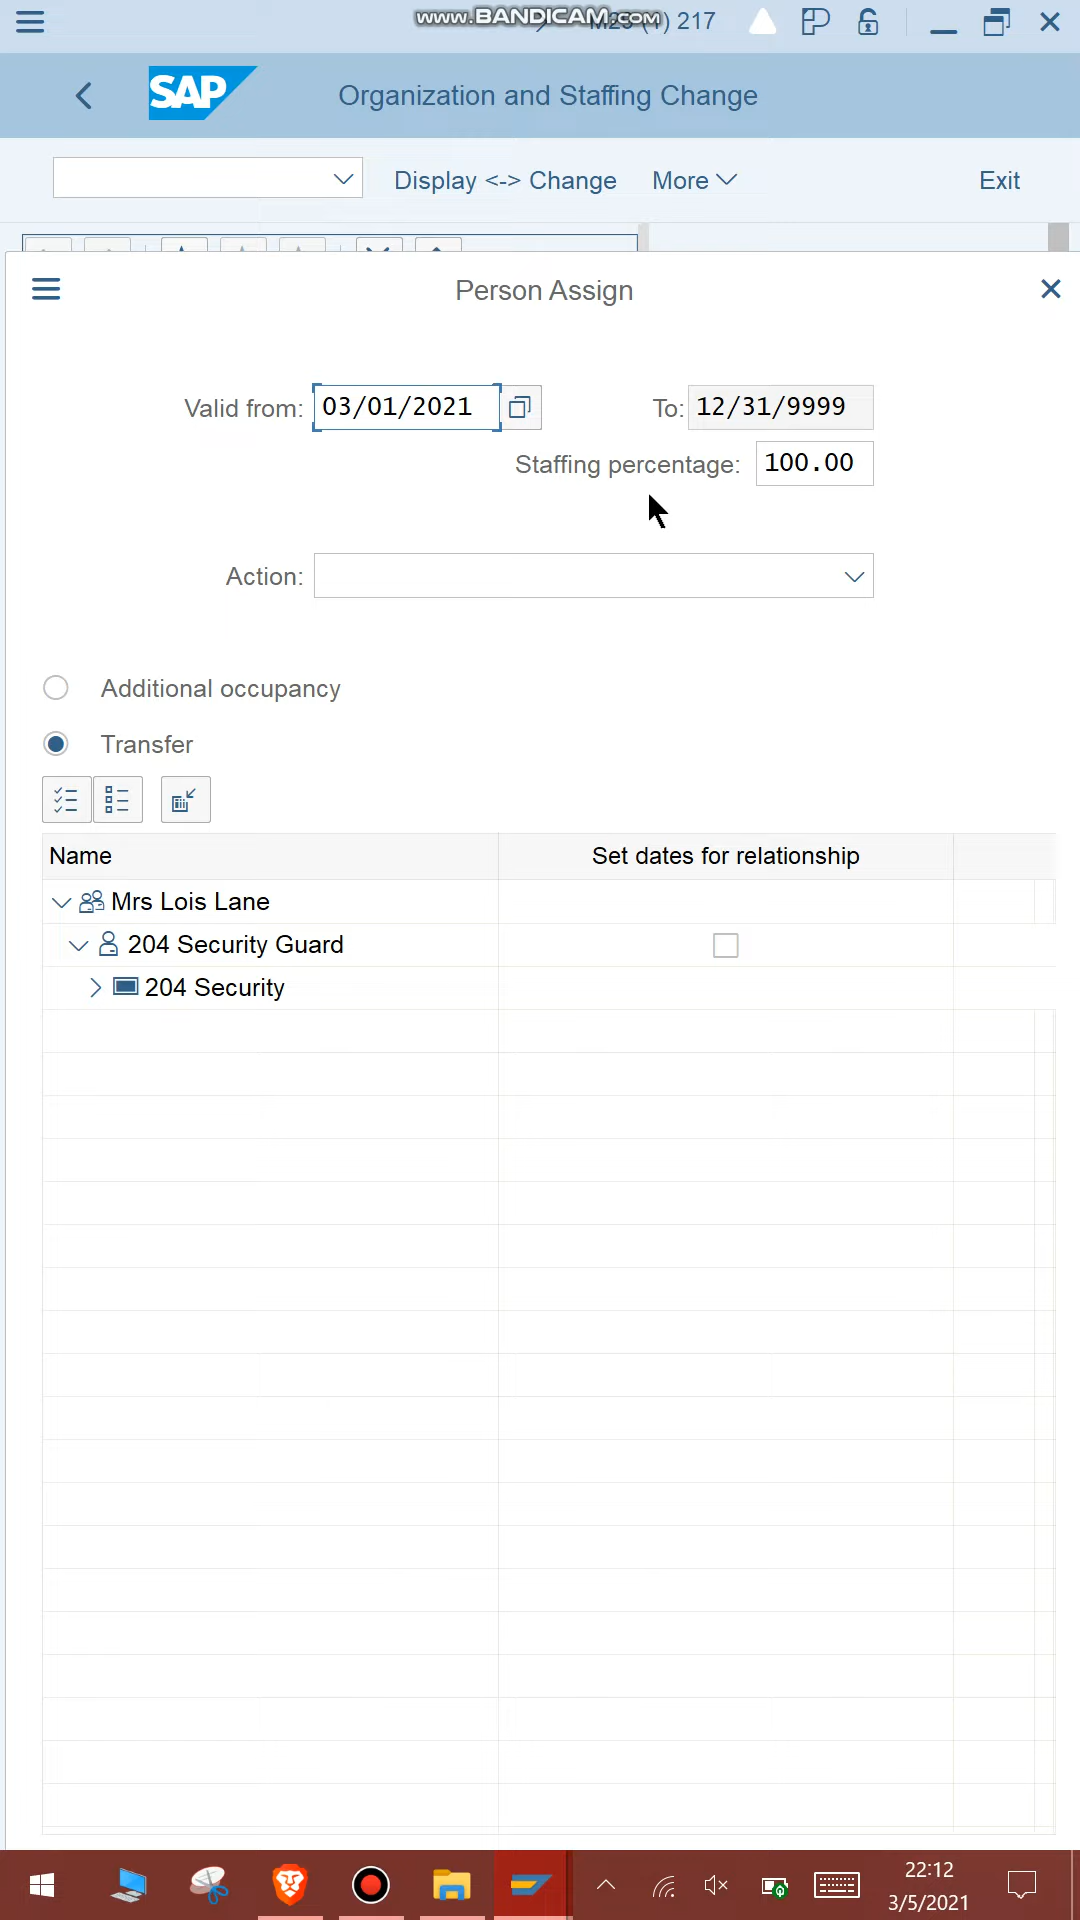 www.BANDICAM.com
(1) 217
SAP
Organization and Staffing Change
Display <-> Change
More
Exit
Person Assign
Valid from: 03/01/2021
To: 12/31/9999
Staffing percentage: 100.00
Action:
Additional occupancy
Transfer
Name
Set dates for relationship
Mrs Lois Lane
204 Security Guard
204 Security
22:12
3/5/2021